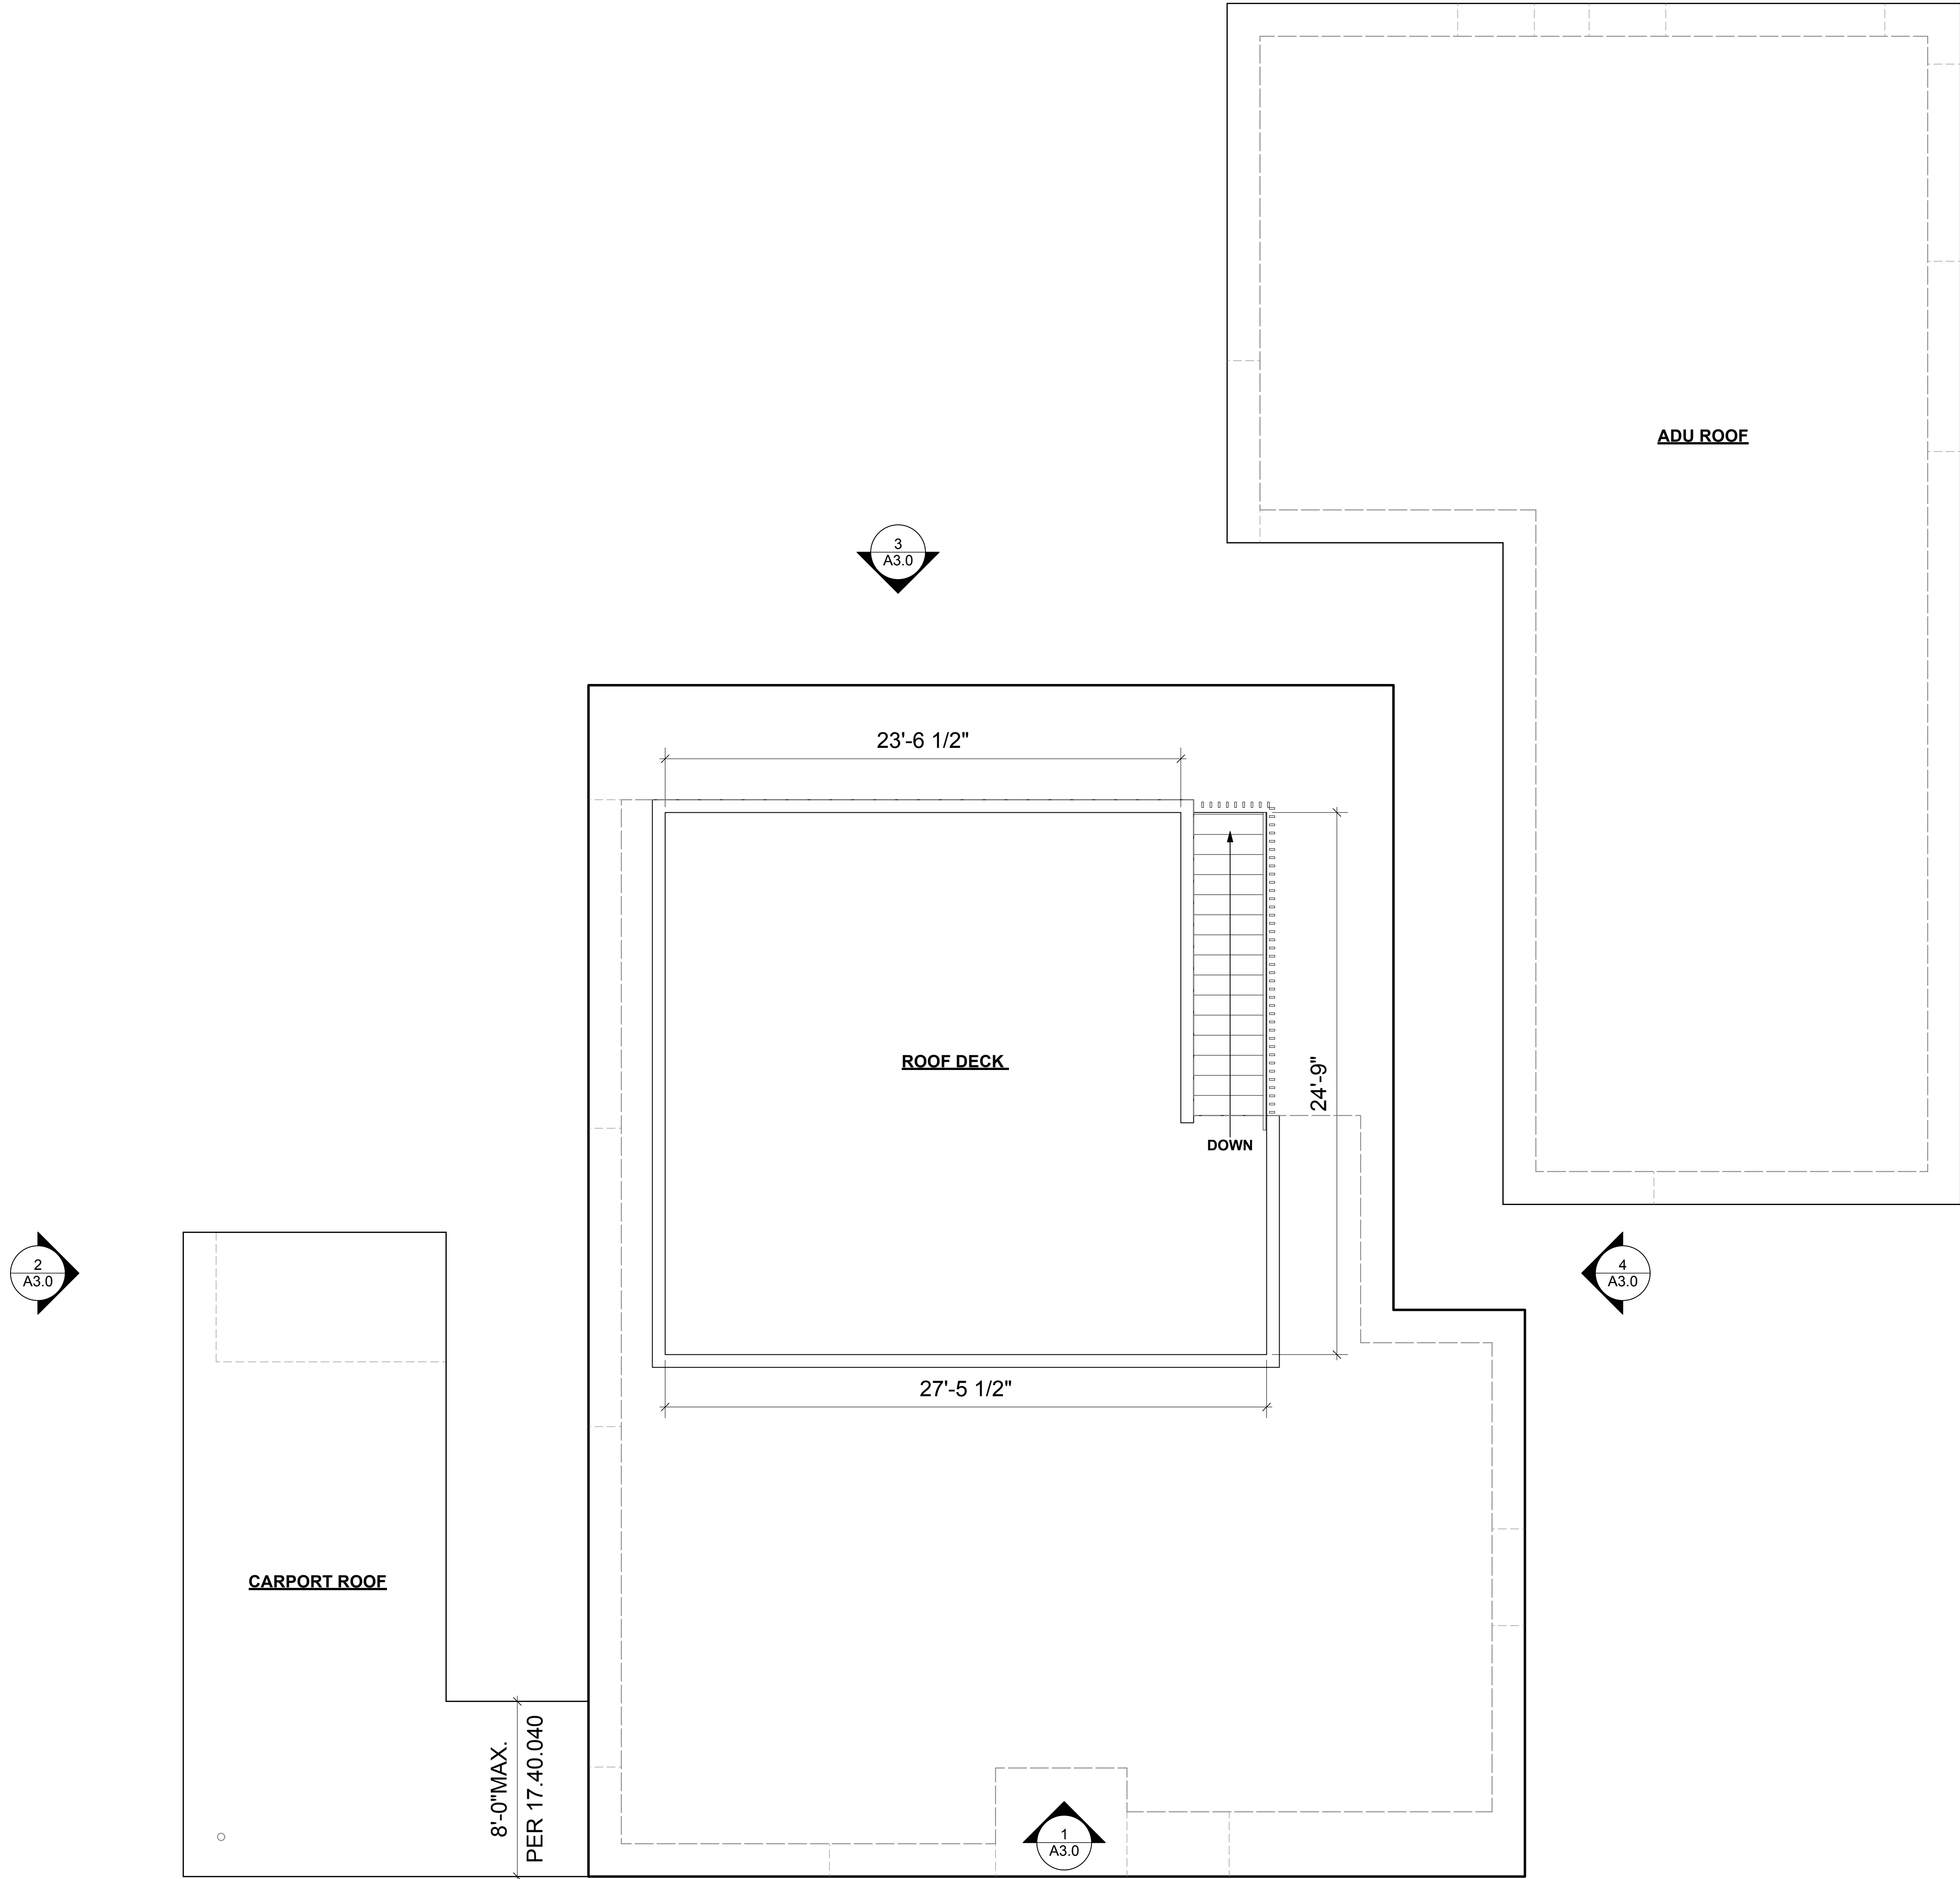 ADU ROOF
3
A3.0
23'-6 1/2"
ROOF DECK
24'-9"
DOWN
2
A3.0
4
A3.0
27'-5 1/2"
CARPORT ROOF
8'-0"MAX.
PER 17.40.040
1
A3.0